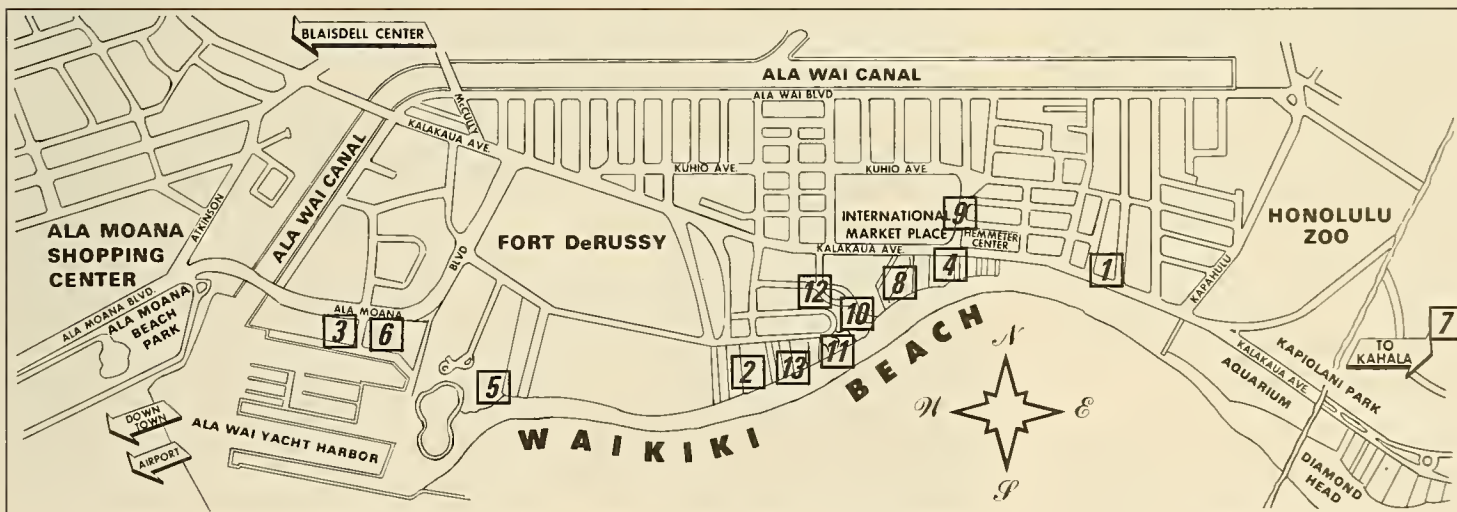 BLAISDELL CENTER
ALA WAI CANAL
ALA WAI BLVD
McCULLY
KALAKAUA AVE.
ALA WAI CANAL
KUHIO AVE.
KUHIO AVE.
ATKINSON
ALA MOANA
SHOPPING
CENTER
FORT DeRUSSY
BLVD
INTERNATIONAL
MARKET PLACE
9
HEMMETER
CENTER
HONOLULU
ZOO
KALAKAUA AVE.
4
1
8
12
10
11
KAPAHULU
ALA MOANA BLVD.
ALA MOANA
BEACH
PARK
ALA MOANA
3
6
5
2
13
7
TO
KAHALA
KAPIOLANI PARK
KALAKAUA AVE.
AQUARIUM
DIAMOND
HEAD
DOWN
TOWN
AIRPORT
ALA WAI YACHT HARBOR
WAIKIKI
BEACH
N
W
E
S